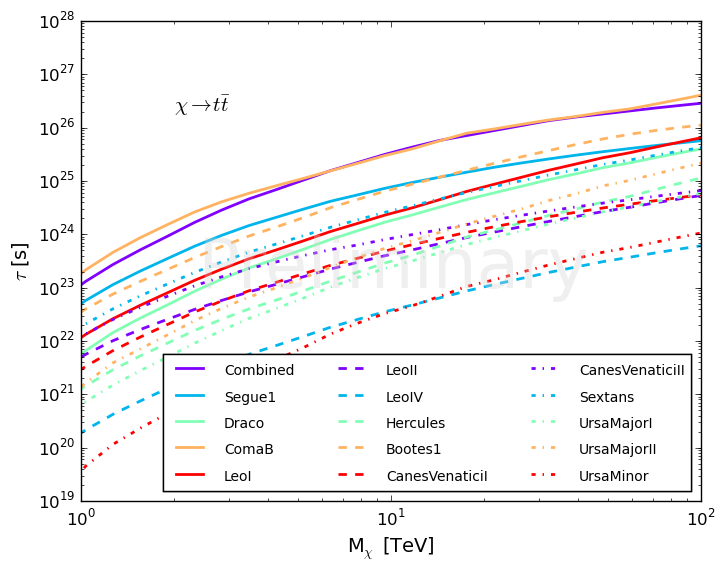 10^28
10^27
10^26
10^25
10^24
10^23
10^22
10^21
10^20
10^19
τ [s]
χ→tt̄
Preliminary
Combined
Segue1
Draco
ComaB
LeoI
LeoII
LeoIV
Hercules
Bootes1
CanesVenaticiI
CanesVenaticiII
Sextans
UrsaMajorI
UrsaMajorII
UrsaMinor
10^0 10^1 10^2
M_χ [TeV]